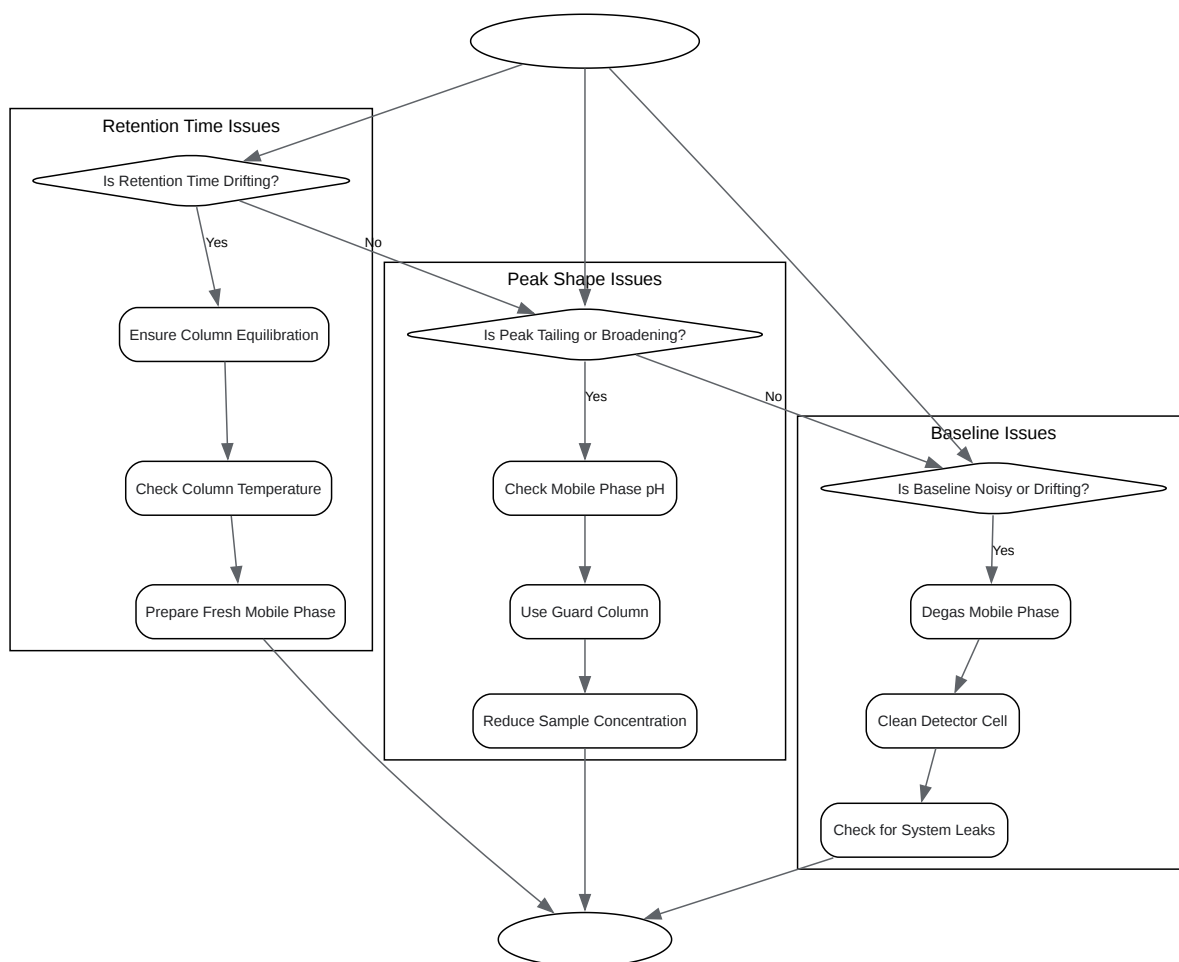 Retention Time Issues
Is Retention Time Drifting?
Yes
No
Ensure Column Equilibration
Check Column Temperature
Prepare Fresh Mobile Phase
Peak Shape Issues
Is Peak Tailing or Broadening?
Yes
No
Check Mobile Phase pH
Use Guard Column
Reduce Sample Concentration
Baseline Issues
Is Baseline Noisy or Drifting?
Yes
Degas Mobile Phase
Clean Detector Cell
Check for System Leaks